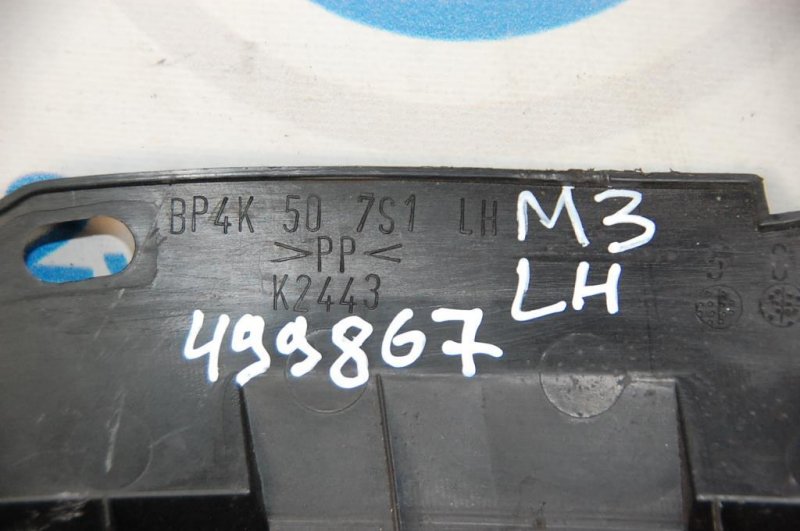 BP4K 50 7S1 LH
>PP<
K2443
M3
LH
499867